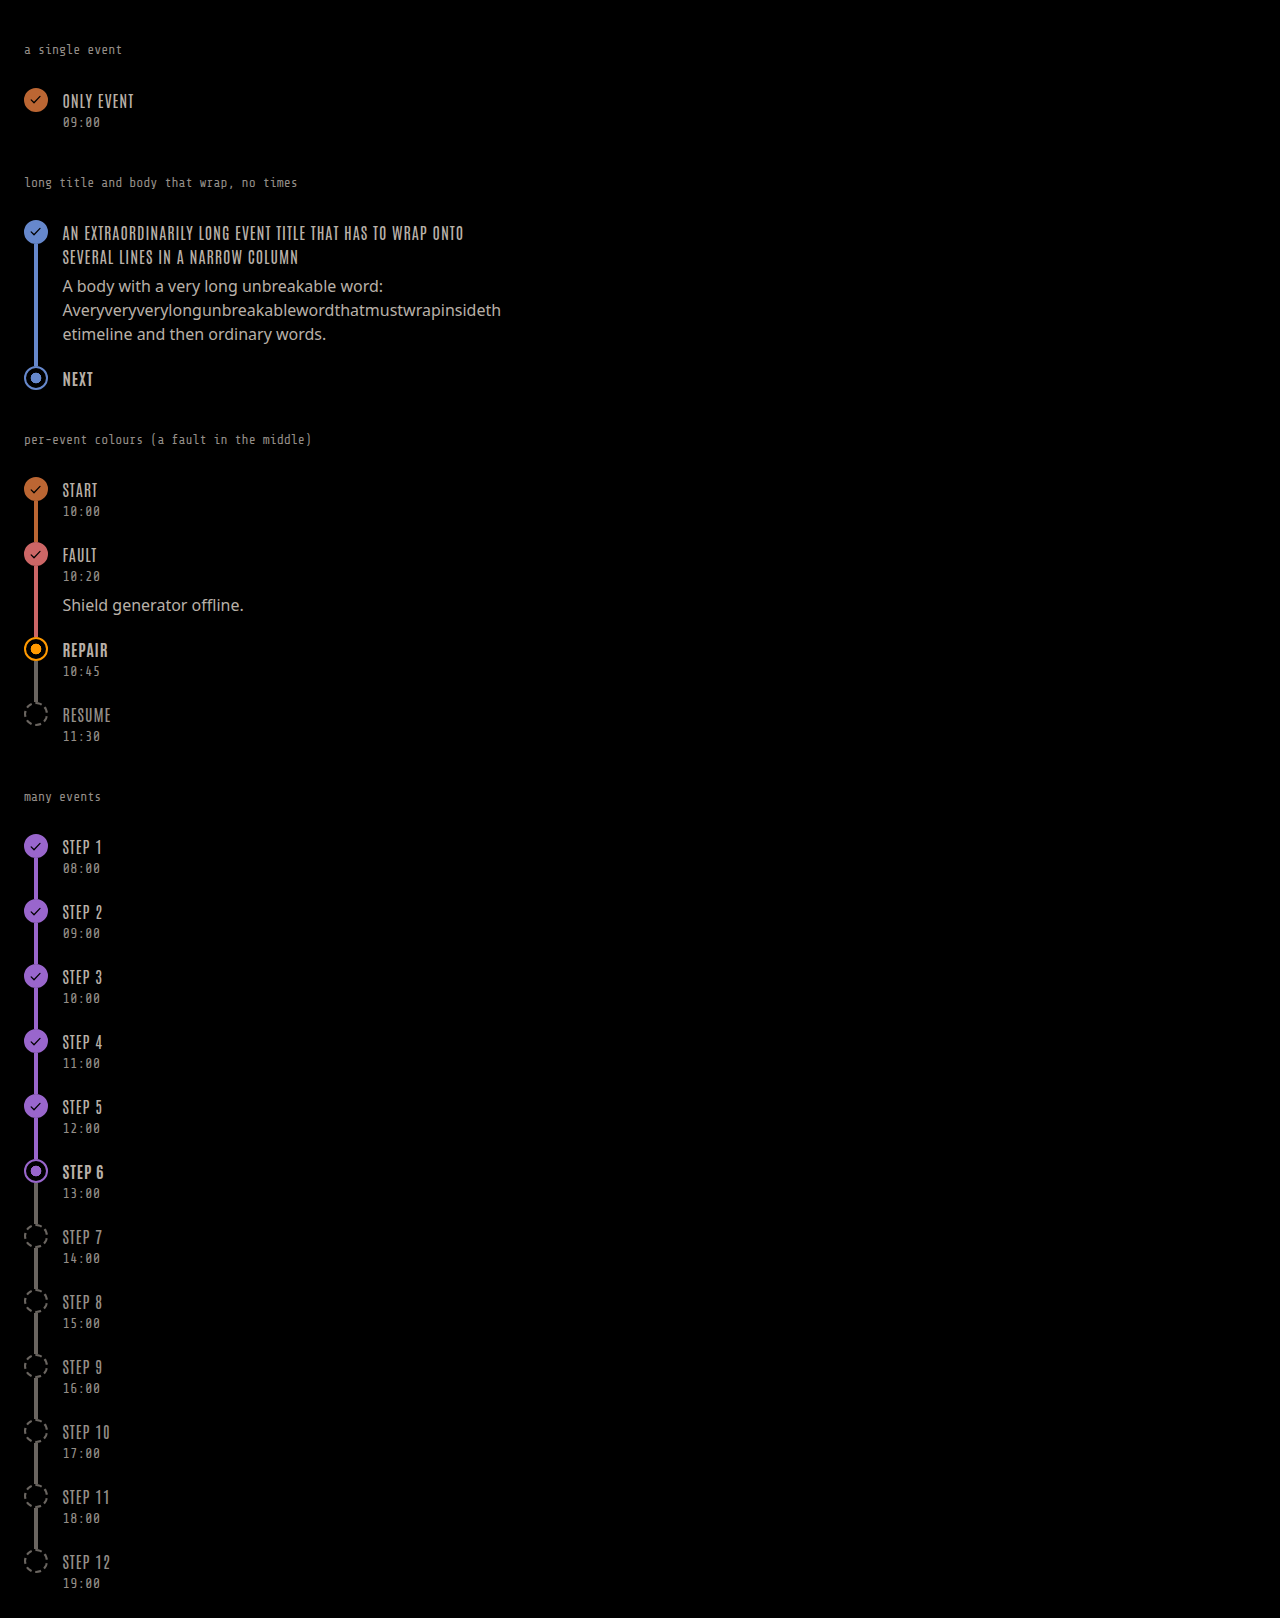 a single event
ONLY EVENT
09:00
long title and body that wrap, no times
AN EXTRAORDINARILY LONG EVENT TITLE THAT HAS TO WRAP ONTO
SEVERAL LINES IN A NARROW COLUMN
A body with a very long unbreakable word:
Averyveryverylongunbreakablewordthatmustwrapinsideth
etimeline and then ordinary words.
NEXT
per-event colours (a fault in the middle)
START
10:00
FAULT
10:20
Shield generator offline.
REPAIR
10:45
RESUME
11:30
many events
STEP 1
08:00
STEP 2
09:00
STEP 3
10:00
STEP 4
11:00
STEP 5
12:00
STEP 6
13:00
STEP 7
14:00
STEP 8
15:00
STEP 9
16:00
STEP 10
17:00
STEP 11
18:00
STEP 12
19:00